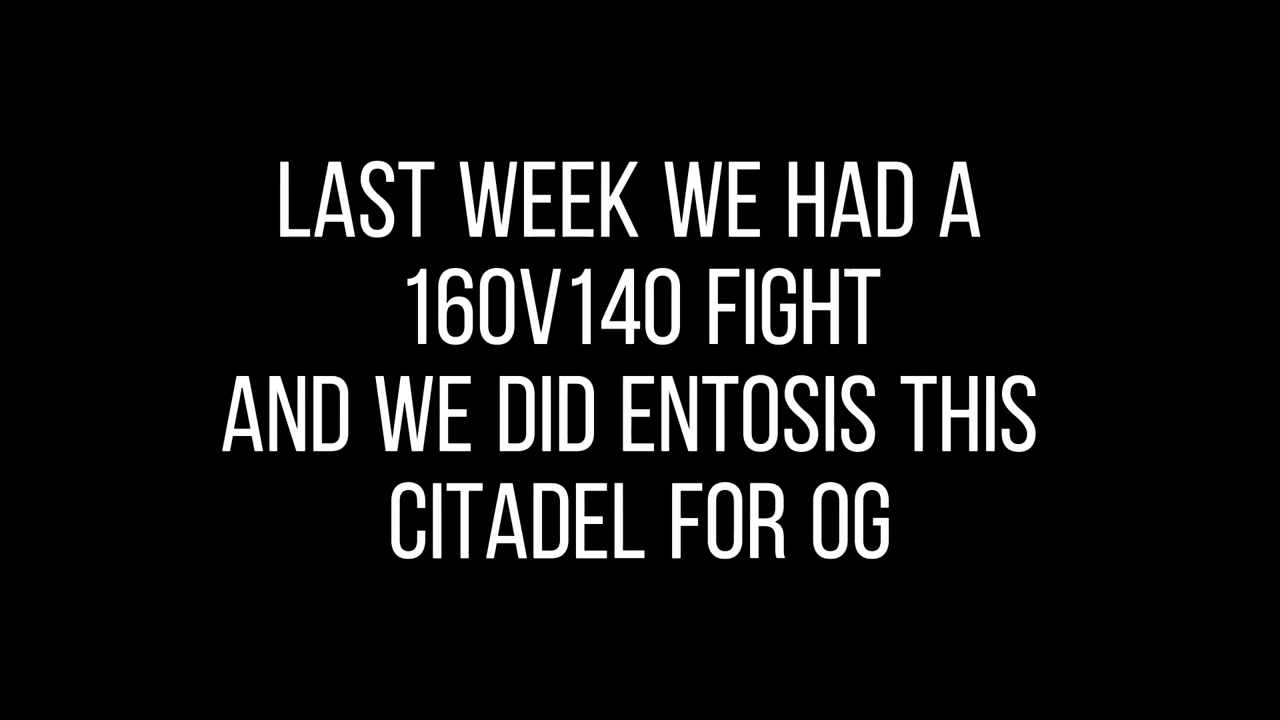 LAST WEEK WE HAD A
160V140 FIGHT
AND WE DID ENTOSIS THIS
CITADEL FOR OG